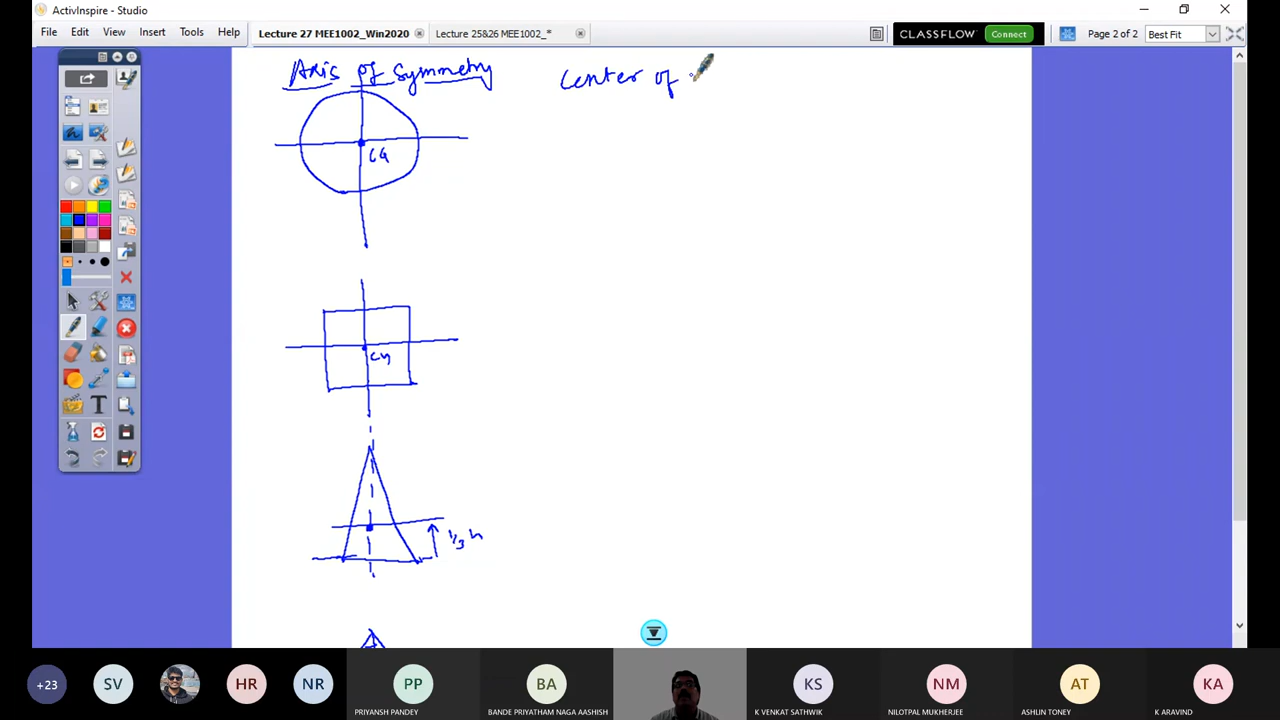 ActivInspire - Studio
File Edit View Insert Tools Help
Lecture 27 MEE1002_Win2020
Lecture 25&26 MEE1002_*
CLASSFLOW Connect
Page 2 of 2
Best Fit
Axis of Symmetry
Center of
CG
CG
1/3 h
+23
SV
HR
NR
PP
PRIYANSH PANDEY
BA
BANDE PRIYATHAM NAGA AASHISH
KS
K VENKAT SATHWIK
NM
NILOTPAL MUKHERJEE
AT
ASHLIN TONEY
KA
K ARAVIND